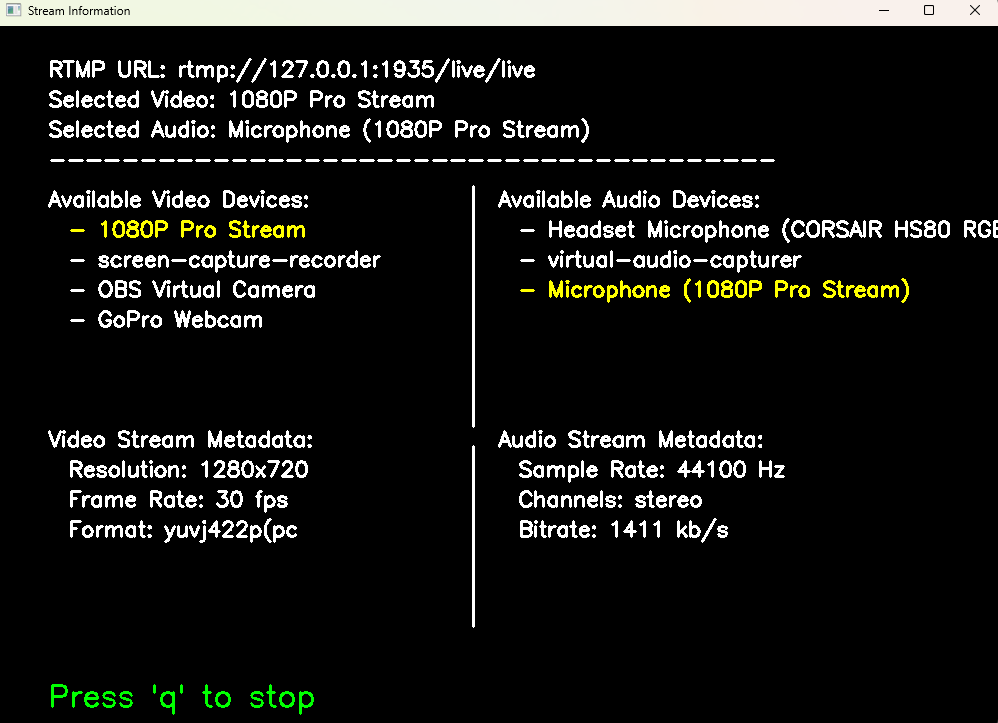 Stream Information
RTMP URL: rtmp://127.0.0.1:1935/live/live
Selected Video: 1080P Pro Stream
Selected Audio: Microphone (1080P Pro Stream)
----------------------------------------
Available Video Devices:
- 1080P Pro Stream
- screen-capture-recorder
- OBS Virtual Camera
- GoPro Webcam
Available Audio Devices:
- Headset Microphone (CORSAIR HS80 RGB
- virtual-audio-capturer
- Microphone (1080P Pro Stream)
Video Stream Metadata:
Resolution: 1280x720
Frame Rate: 30 fps
Format: yuvj422p(pc
Audio Stream Metadata:
Sample Rate: 44100 Hz
Channels: stereo
Bitrate: 1411 kb/s
Press 'q' to stop